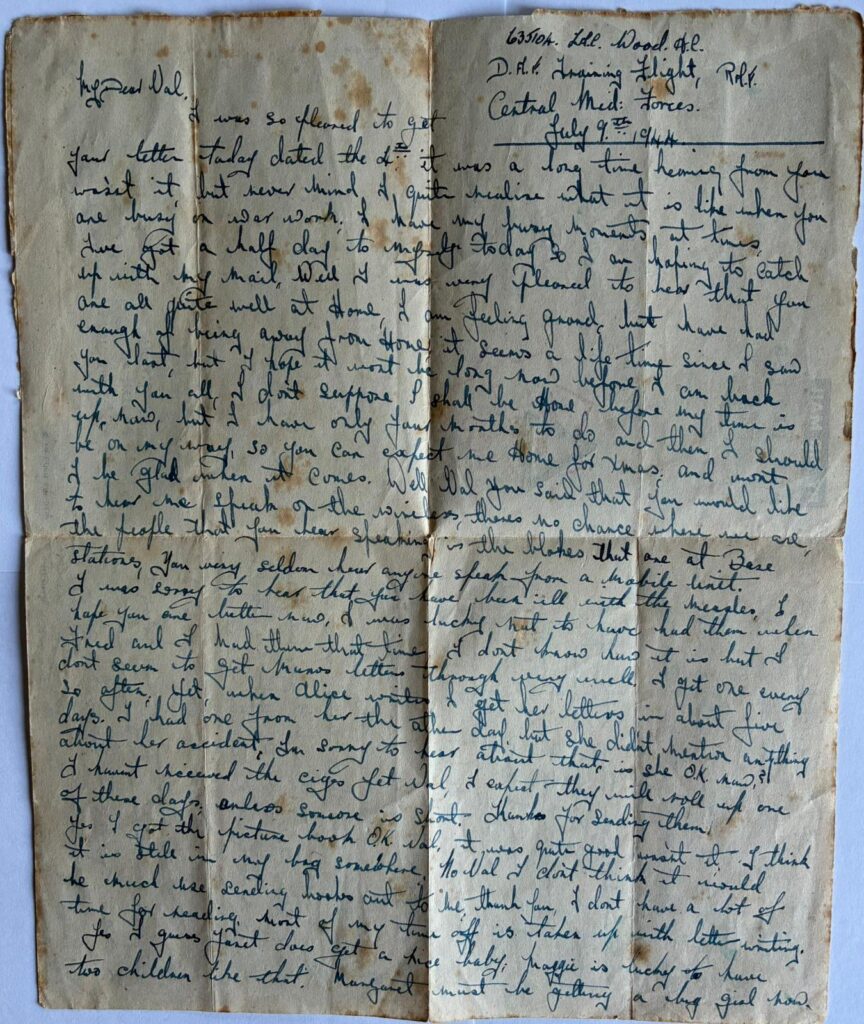 635104. LAC. Wood. A.C.
D.A.F. Training Flight, R.A.F.
Central Med: Forces.
July 9th 1944.
My Dear Val.
I was so pleased to get
your letter today dated the 2nd it was a long time hearing from you
wasnt it, but never mind, I quite realise what it is like when you
are busy on war work, I have my busy moments at times,
I've got a half day to myself today so I am hoping to catch
up with my mail, Well I was very pleased to hear that you
are all quite well at Home, I am feeling grand, but have had
enough of being away from Home, it seems a life time since I saw
you last, but I hope it wont be long now before I am back
with you all, I dont suppose I shall be Home before my time is
up, now, but I have only four months to do and then I should
be on my way, so you can expect me Home for Xmas, and wont
I be glad when it comes. Well Val you said that you would like
to hear me speak on the wireless, theres no chance where we are,
the people that you hear speaking is the blokes that are at Base
stations, You very seldom hear anyone speak from a mobile unit.
I was sorry to hear that you have been ill with the measles, I
hope you are better now, I was lucky not to have had them when
Fred and I had them that time, I dont know how it is but I
dont seem to get Mums letters through very well I get one every
so often, yet, when Alice writes I get her letters in about five
days. I had one from her the other day but she didnt mention anything
about her accident, Im sorry to hear about that, is she OK now,?
I havent received the cigs yet Val I expect they will roll up one
of these days, unless someone is short. Thanks for sending them.
Yes I got the picture book OK Val, it was quite good wasnt it I think
it is still in my bag somewhere, No Val I dont think it would
be much use sending books out to me, thank you, I dont have a lot of
time for reading, most of my time off is taken up with letter writing.
Yes I guess Janet does get a nice baby, Maggie is lucky to have
two children like that. Margaret must be getting a big girl now.